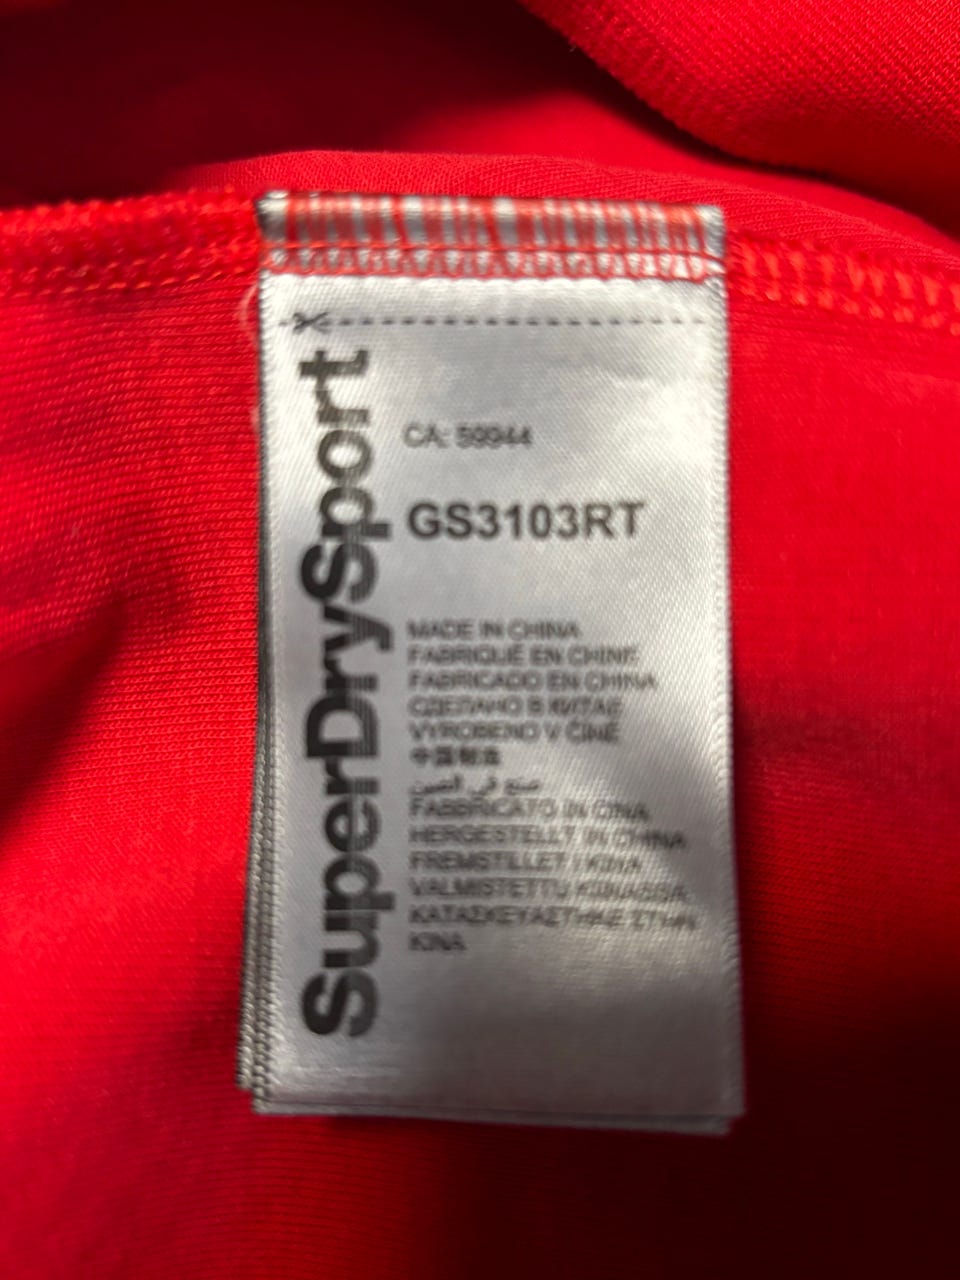 SuperDrySport
CA: 59944
GS3103RT
MADE IN CHINA
FABRIQUÉ EN CHINE
FABRICADO EN CHINA
СДЕЛАНО В КИТАЕ
VYROBENO V ČÍNĚ
中国制造
صنع في الصين
FABBRICATO IN CINA
HERGESTELLT IN CHINA
FREMSTILLET I KINA
VALMISTETTU KIINASSA
ΚΑΤΑΣΚΕΥΑΣΤΗΚΕ ΣΤΗΝ
ΚΙΝΑ